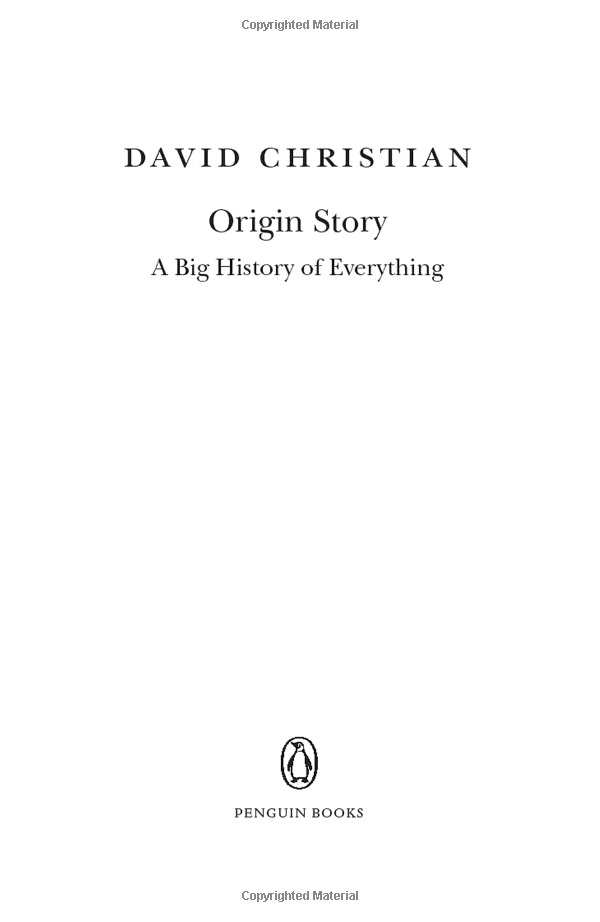 Copyrighted Material
DAVID CHRISTIAN
Origin Story
A Big History of Everything
PENGUIN BOOKS
Copyrighted Material